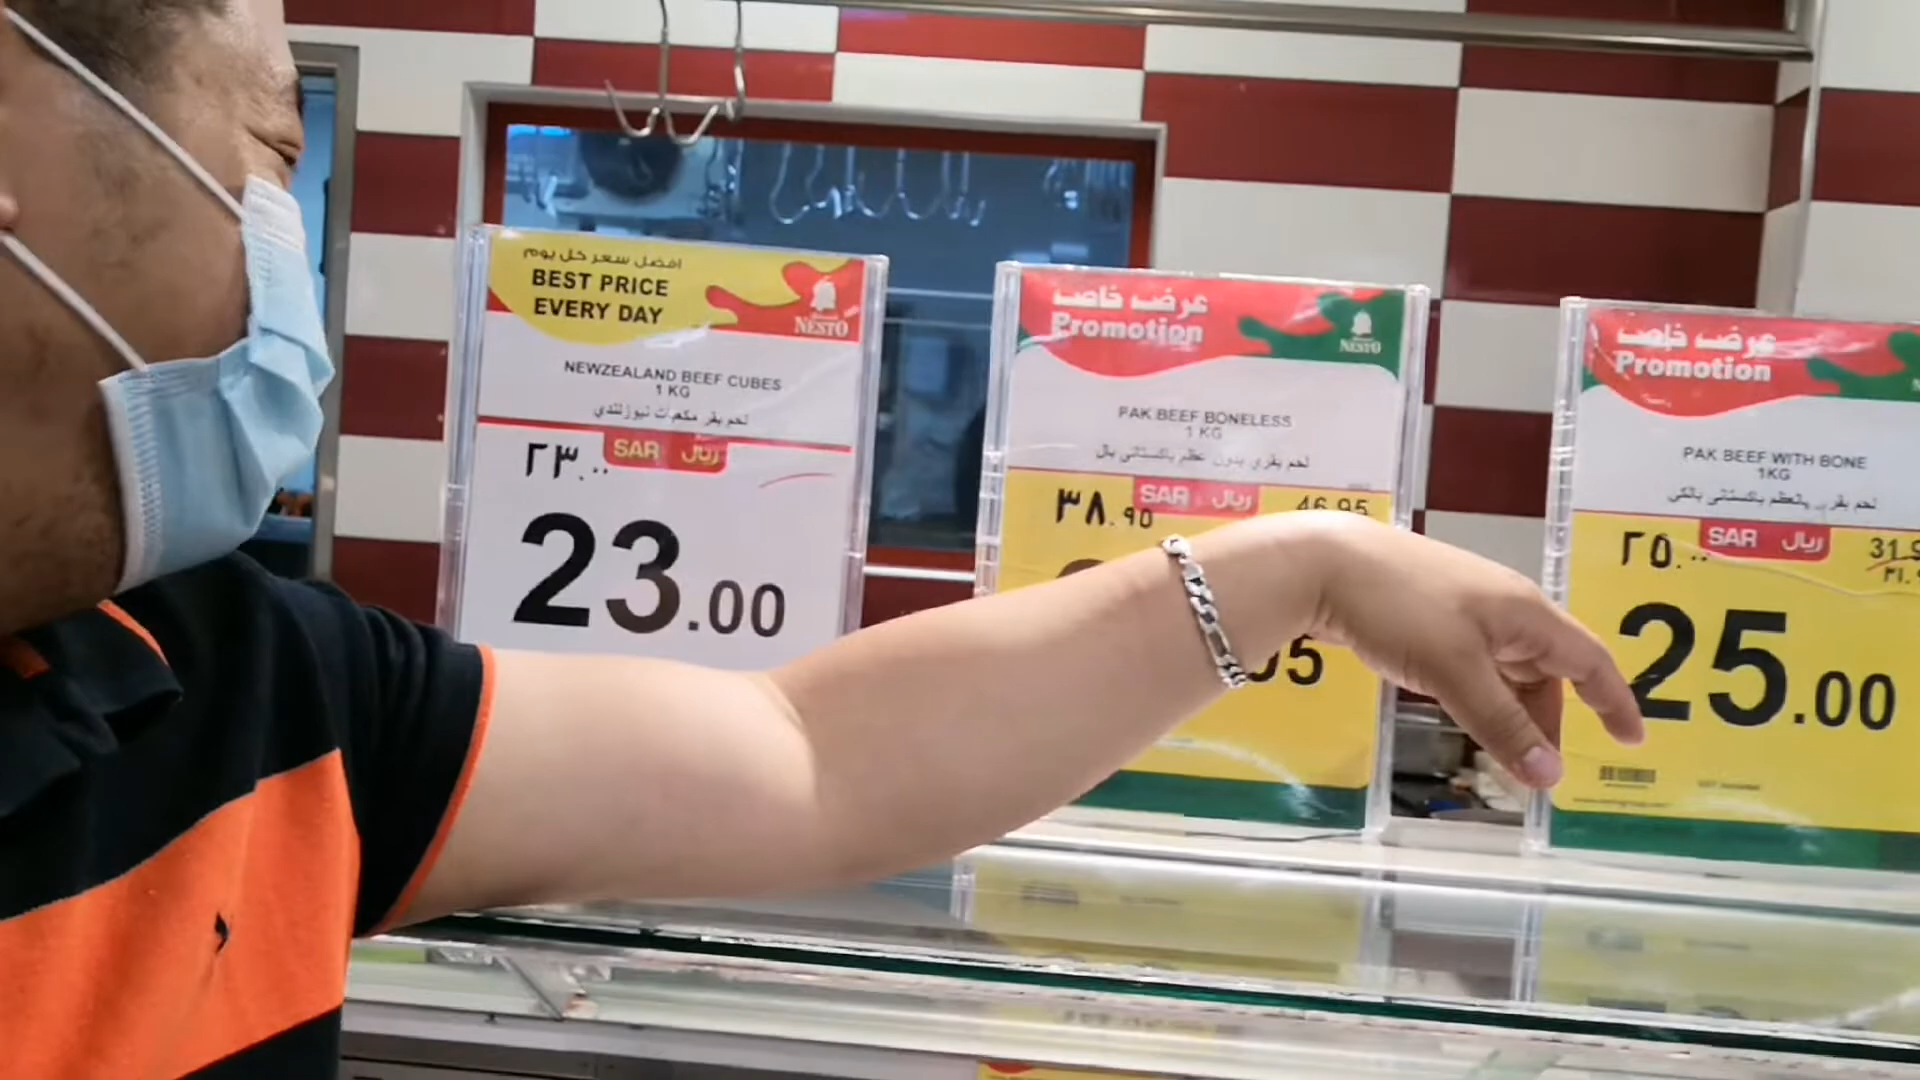 افضل سعر كل يوم
BEST PRICE
EVERY DAY
NESTO
NEWZEALAND BEEF CUBES
1 KG
لحم بقر مكعبات نيوزلندي
SAR ريال
٢٣.٠٠
23.00
عرض خاص
Promotion
NESTO
PAK BEEF BONELESS
1 KG
لحم بقري بدون عظم باكستاني
SAR ريال
٣٨.٩٥
46.95
95
عرض خاص
Promotion
PAK BEEF WITH BONE
1KG
لحم بقري بالعظم باكستاني
SAR ريال
٢٥.٠٠
25.00